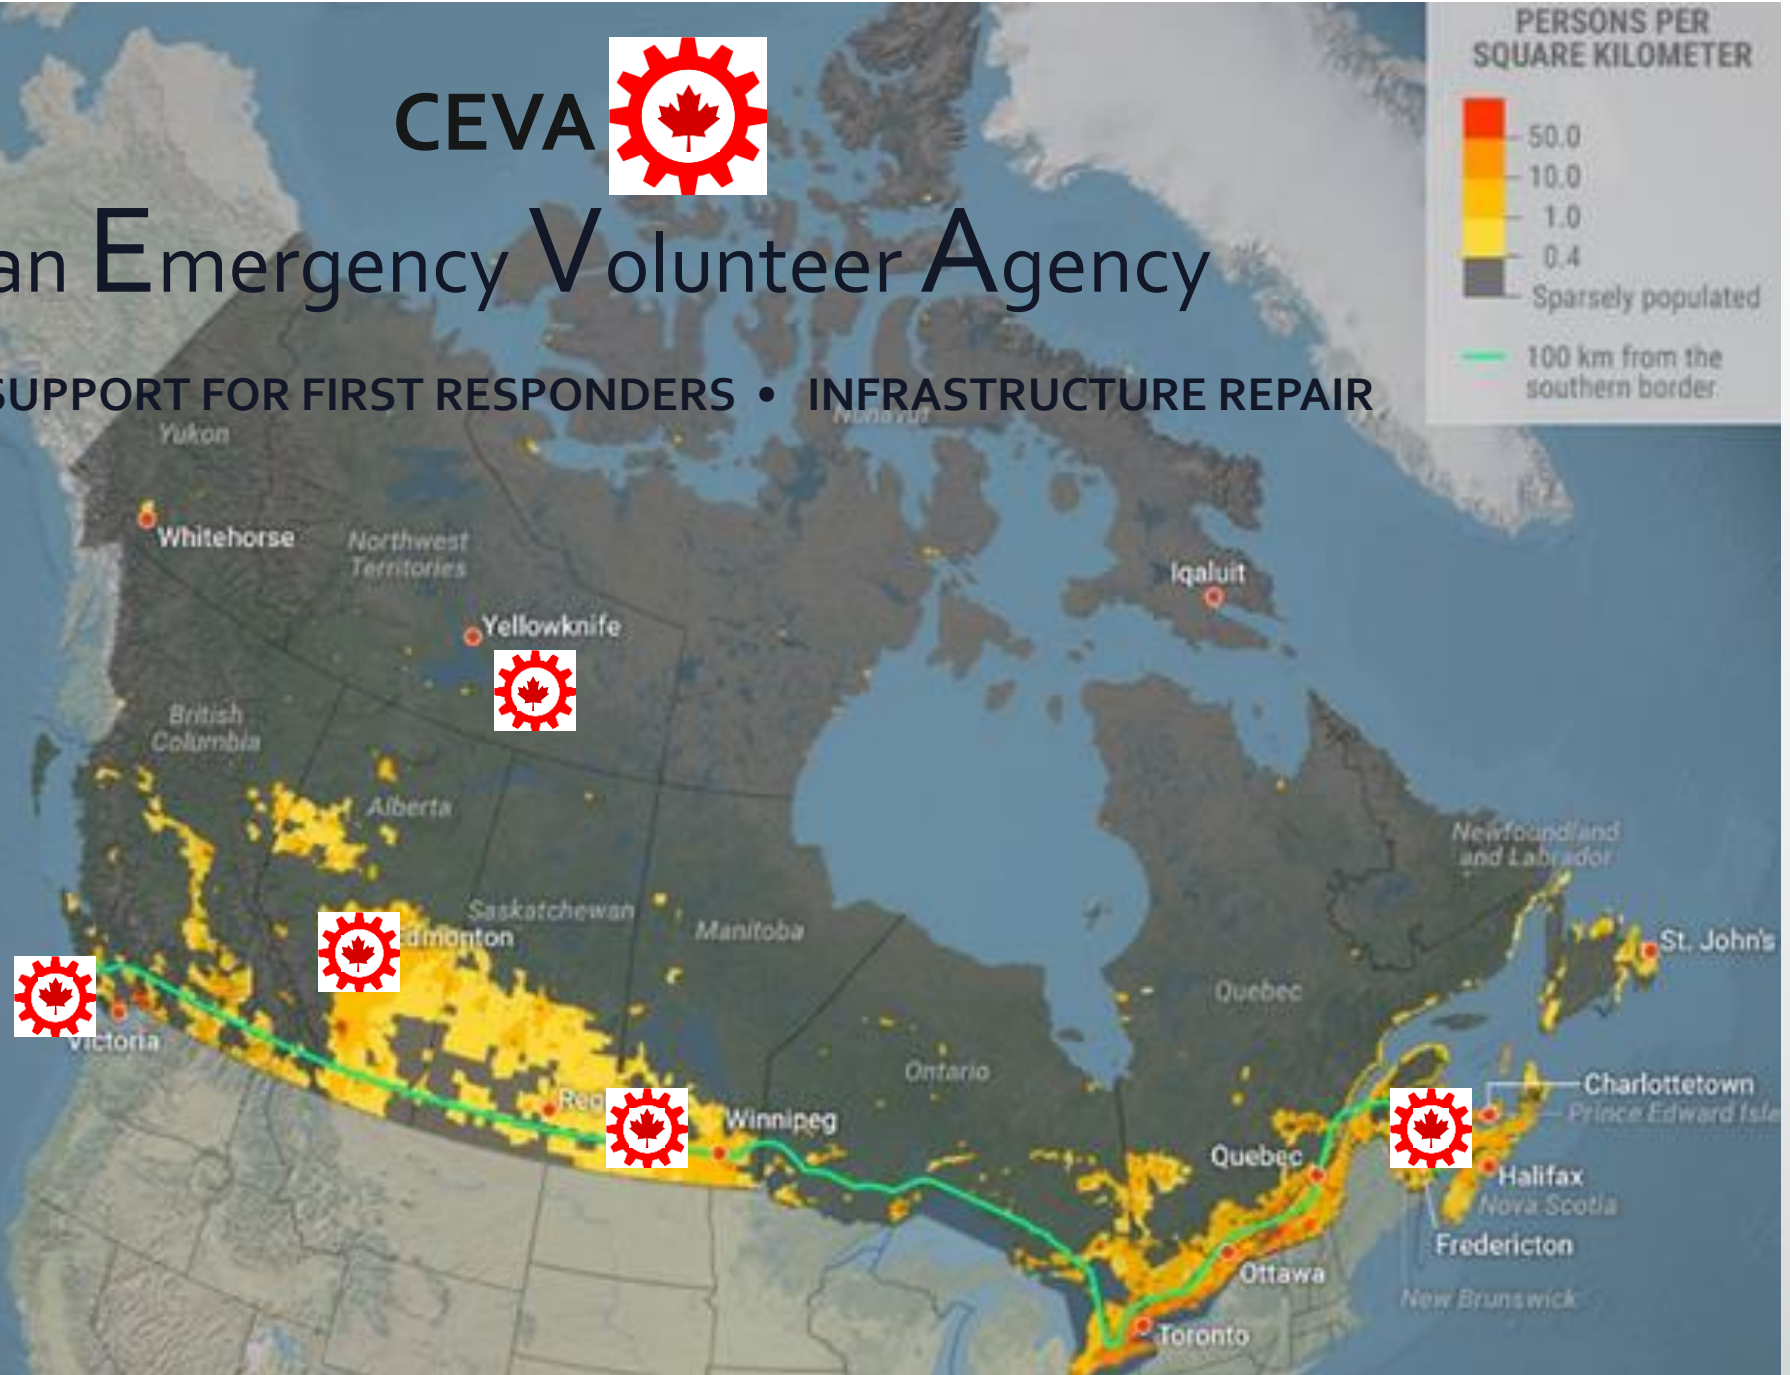 CEVA
an Emergency Volunteer Agency
SUPPORT FOR FIRST RESPONDERS • INFRASTRUCTURE REPAIR
PERSONS PER
SQUARE KILOMETER
50.0
10.0
1.0
0.4
Sparsely populated
100 km from the
southern border
Nunavut
Yukon
Whitehorse
Northwest
Territories
Iqaluit
Yellowknife
British
Columbia
Alberta
Newfoundland
and Labrador
Saskatchewan
dmonton
Manitoba
St. John's
Quebec
Victoria
Ontario
Charlottetown
Prince Edward Isle
Reg
Winnipeg
Quebec
Halifax
Nova Scotia
Fredericton
Ottawa
New Brunswick
Toronto